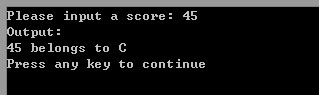 Please input a score: 45
Output:
45 belongs to C
Press any key to continue